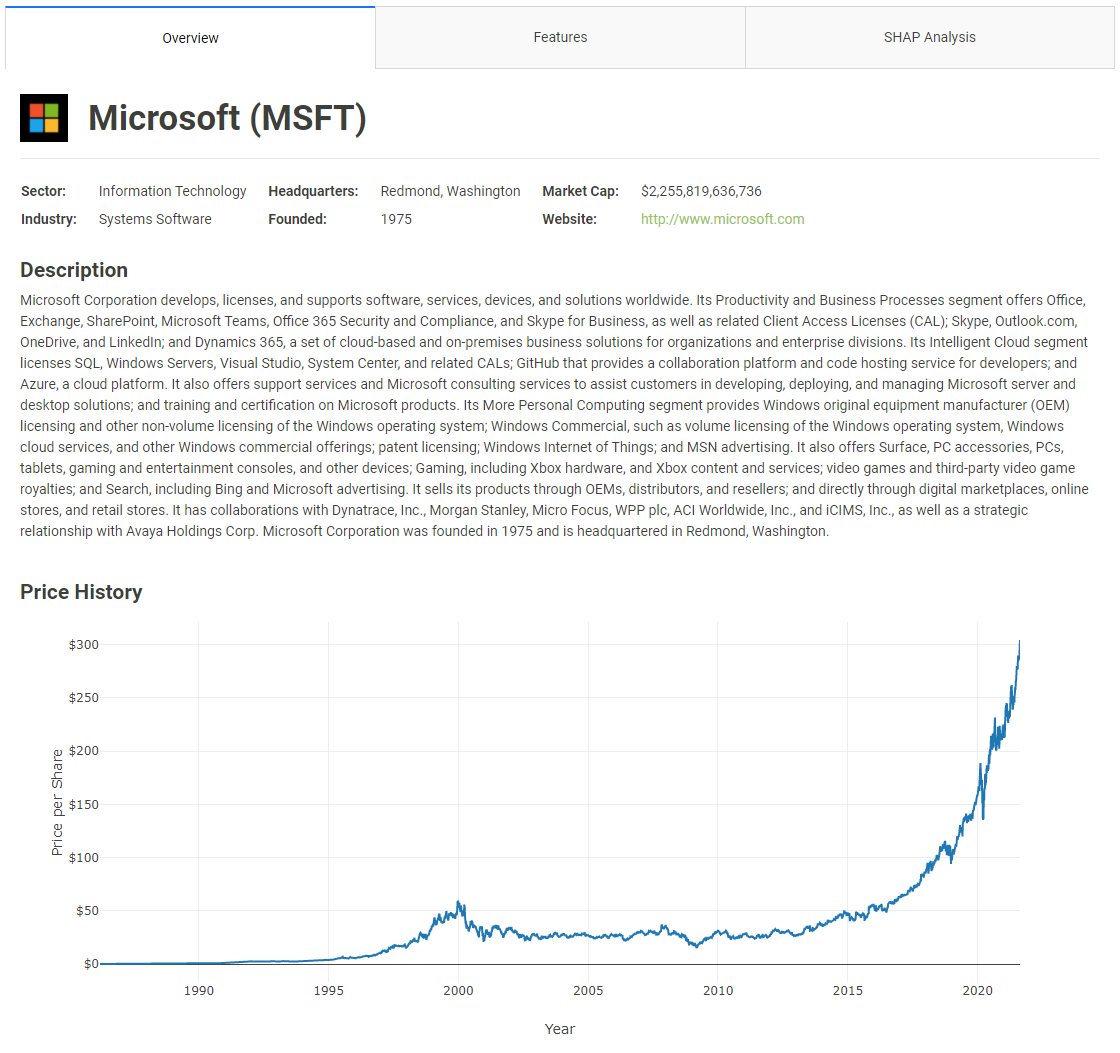 Overview
Features
SHAP Analysis
Microsoft (MSFT)
Sector: Information Technology Headquarters: Redmond, Washington Market Cap: $2,255,819,636,736
Industry: Systems Software Founded: 1975 Website: http://www.microsoft.com
Description
Microsoft Corporation develops, licenses, and supports software, services, devices, and solutions worldwide. Its Productivity and Business Processes segment offers Office,
Exchange, SharePoint, Microsoft Teams, Office 365 Security and Compliance, and Skype for Business, as well as related Client Access Licenses (CAL); Skype, Outlook.com,
OneDrive, and LinkedIn; and Dynamics 365, a set of cloud-based and on-premises business solutions for organizations and enterprise divisions. Its Intelligent Cloud segment
licenses SQL, Windows Servers, Visual Studio, System Center, and related CALs; GitHub that provides a collaboration platform and code hosting service for developers; and
Azure, a cloud platform. It also offers support services and Microsoft consulting services to assist customers in developing, deploying, and managing Microsoft server and
desktop solutions; and training and certification on Microsoft products. Its More Personal Computing segment provides Windows original equipment manufacturer (OEM)
licensing and other non-volume licensing of the Windows operating system; Windows Commercial, such as volume licensing of the Windows operating system, Windows
cloud services, and other Windows commercial offerings; patent licensing; Windows Internet of Things; and MSN advertising. It also offers Surface, PC accessories, PCs,
tablets, gaming and entertainment consoles, and other devices; Gaming, including Xbox hardware, and Xbox content and services; video games and third-party video game
royalties; and Search, including Bing and Microsoft advertising. It sells its products through OEMs, distributors, and resellers; and directly through digital marketplaces, online
stores, and retail stores. It has collaborations with Dynatrace, Inc., Morgan Stanley, Micro Focus, WPP plc, ACI Worldwide, Inc., and iCIMS, Inc., as well as a strategic
relationship with Avaya Holdings Corp. Microsoft Corporation was founded in 1975 and is headquartered in Redmond, Washington.
Price History
Price per Share
$300
$250
$200
$150
$100
$50
$0
1990 1995 2000 2005 2010 2015 2020
Year